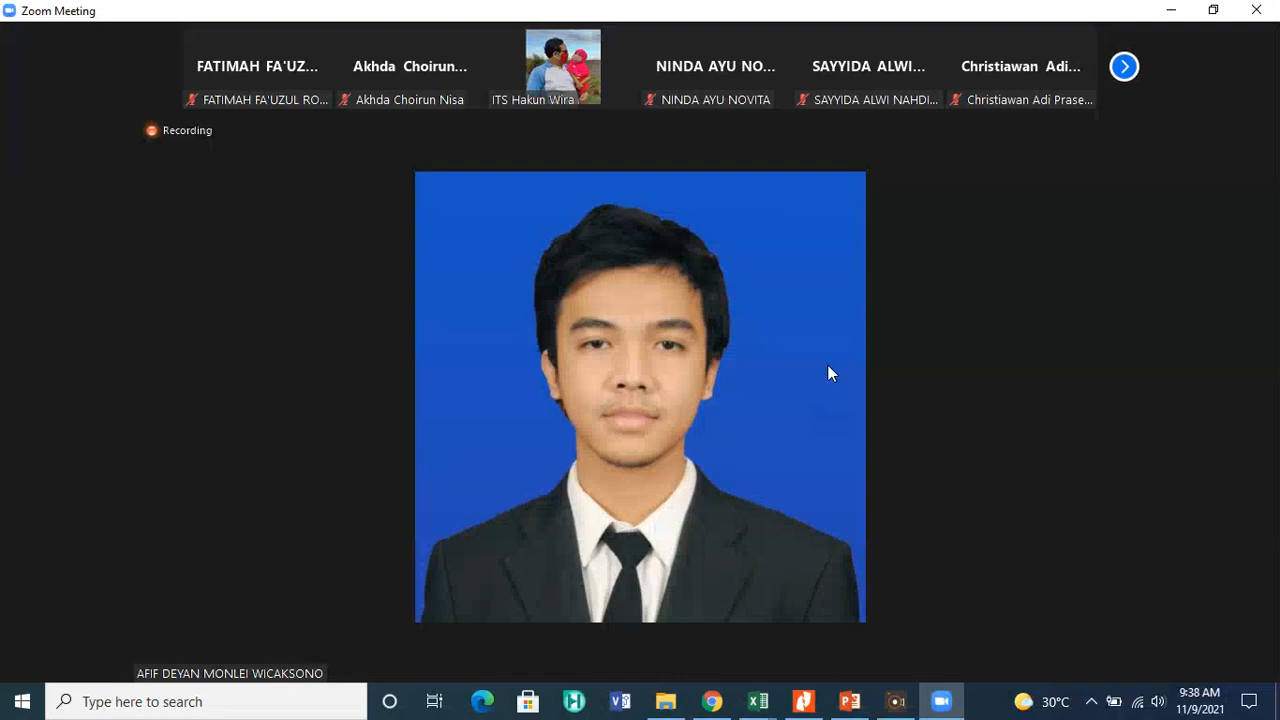 Zoom Meeting
FATIMAH FA'UZ...
Akhda Choirun...
NINDA AYU NO...
SAYYIDA ALWI...
Christiawan Adi...
FATIMAH FA'UZUL RO...
Akhda Choirun Nisa
ITS Hakun Wira
NINDA AYU NOVITA
SAYYIDA ALWI NAHDI...
Christiawan Adi Prase...
Recording
AFIF DEYAN MONLEI WICAKSONO
Type here to search
30°C
9:38 AM
11/9/2021